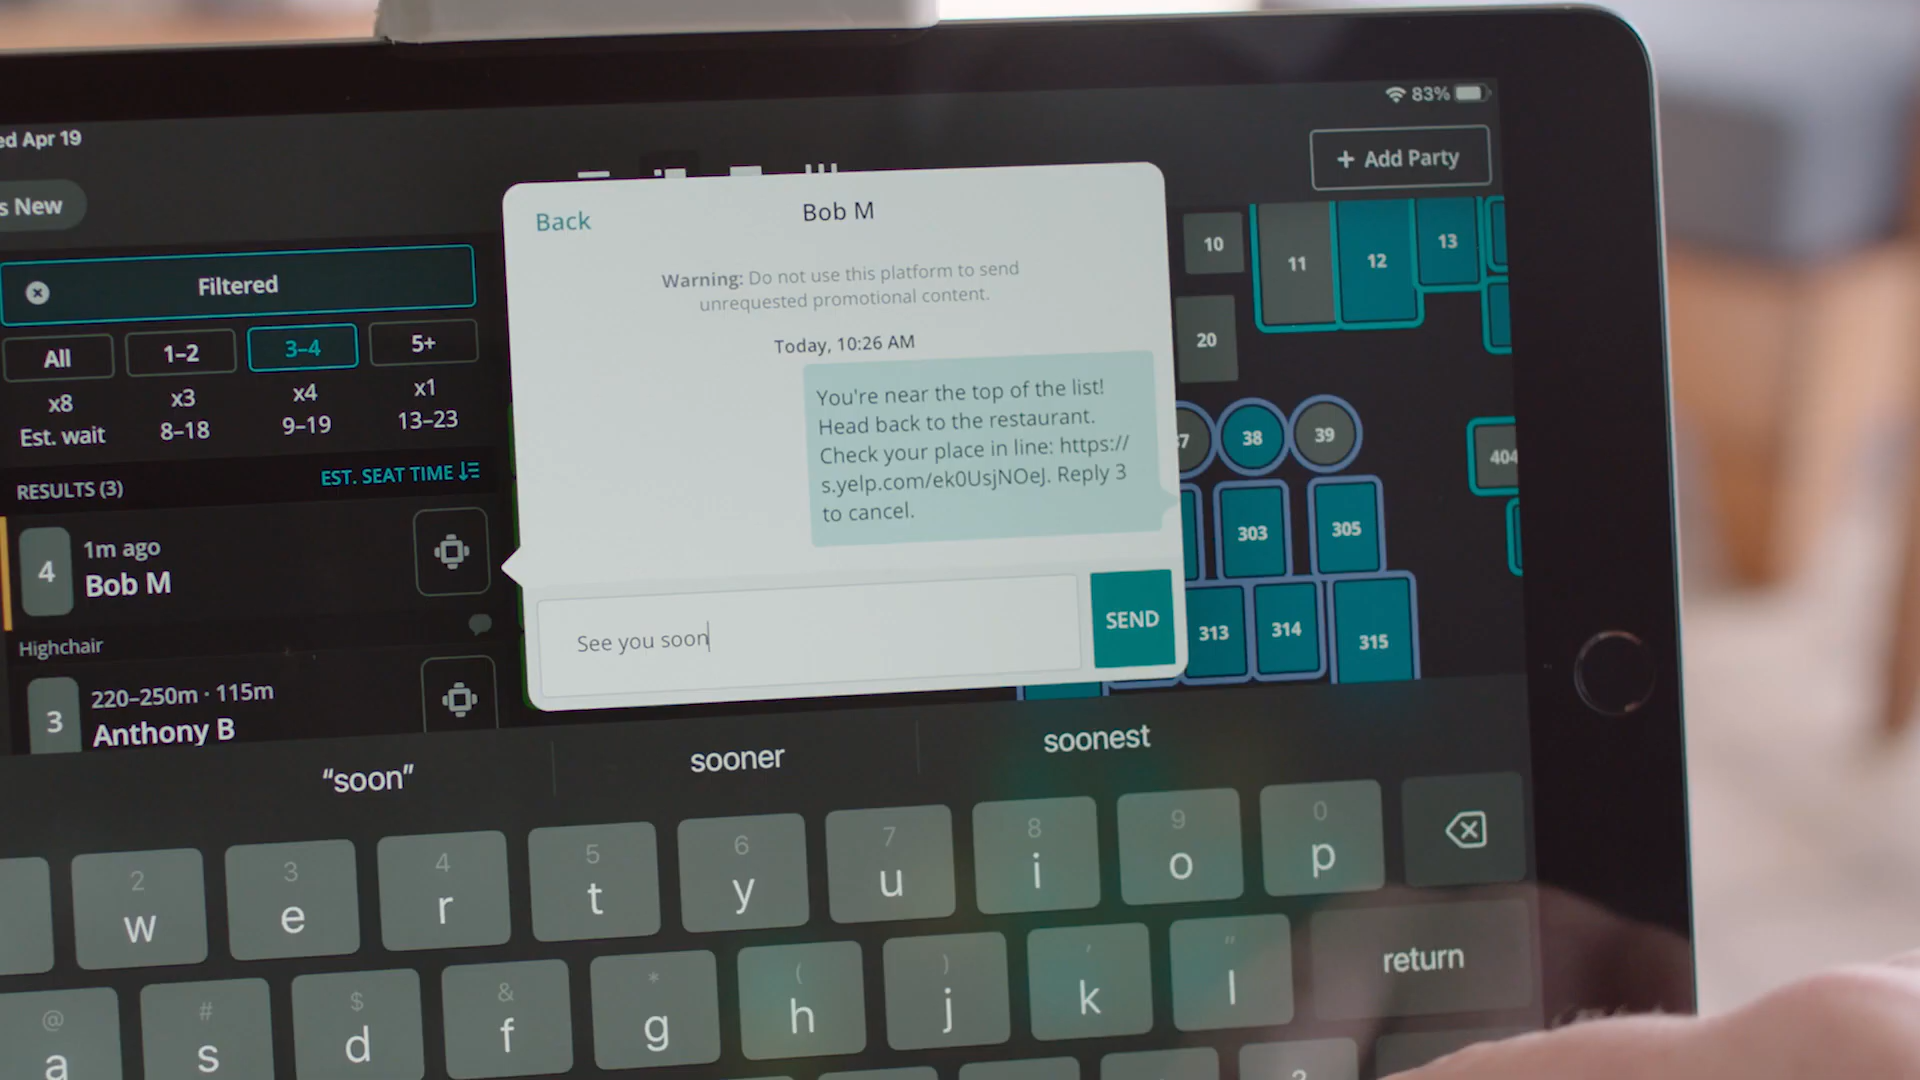 ed Apr 19
83%
s New
+ Add Party
Filtered
All
1–2
3–4
5+
x8
x3
x4
x1
Est. wait
8–18
9–19
13–23
RESULTS (3)
EST. SEAT TIME
4
1m ago
Bob M
Highchair
3
220–250m · 115m
Anthony B
Back
Bob M
Warning: Do not use this platform to send
unrequested promotional content.
Today, 10:26 AM
You're near the top of the list!
Head back to the restaurant.
Check your place in line: https://
s.yelp.com/ek0UsjNOeJ. Reply 3
to cancel.
See you soon
SEND
10
11
12
13
20
37
38
39
404
303
305
313
314
315
“soon”
sooner
soonest
2
w
3
e
4
r
5
t
6
y
7
u
8
i
9
o
0
p
@
a
#
s
$
d
&
f
*
g
(
h
)
j
'
k
"
l
return
?